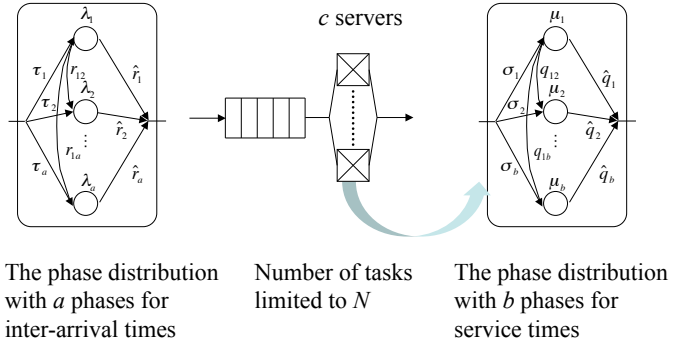 λ₁
τ₁
r₁₂
r̂₁
τ₂
λ₂
r̂₂
⋮
r₁ₐ
τₐ
r̂ₐ
λₐ
c servers
μ₁
σ₁
q₁₂
q̂₁
σ₂
μ₂
q̂₂
⋮
q₁b
σb
q̂b
μb
The phase distribution
with a phases for
inter-arrival times
Number of tasks
limited to N
The phase distribution
with b phases for
service times